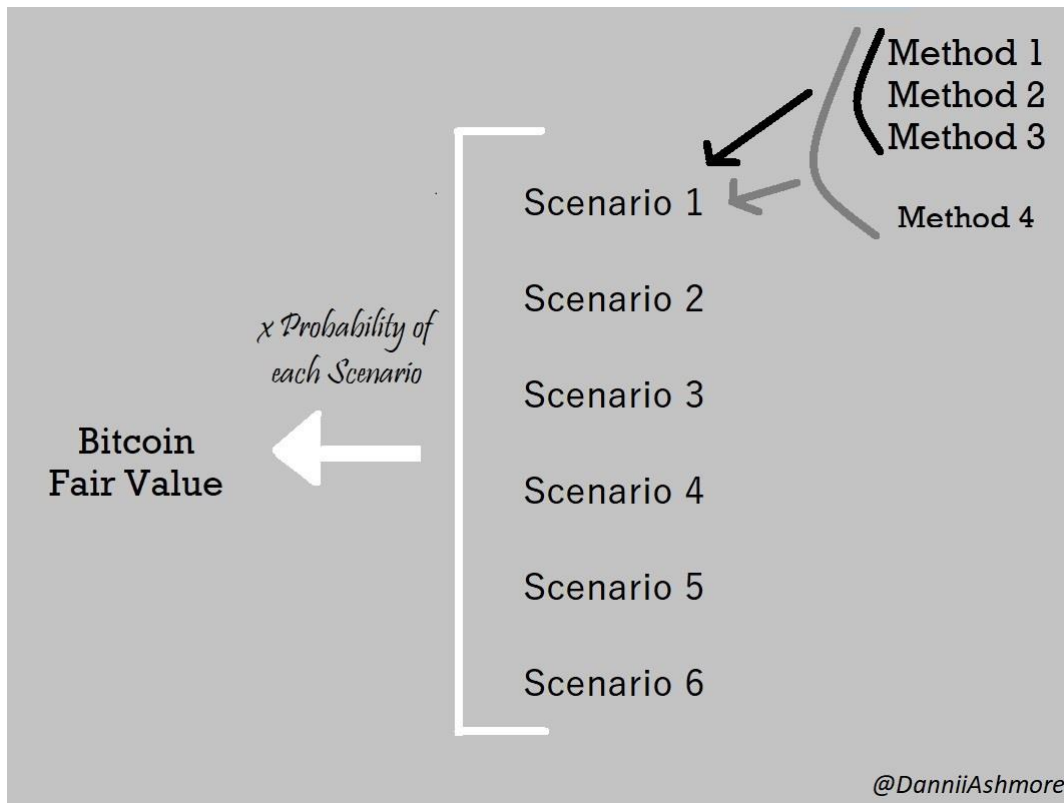 Method 1
Method 2
Method 3
Scenario 1
Method 4
Scenario 2
x Probability of
each Scenario
Scenario 3
Bitcoin
Fair Value
Scenario 4
Scenario 5
Scenario 6
@DanniiAshmore